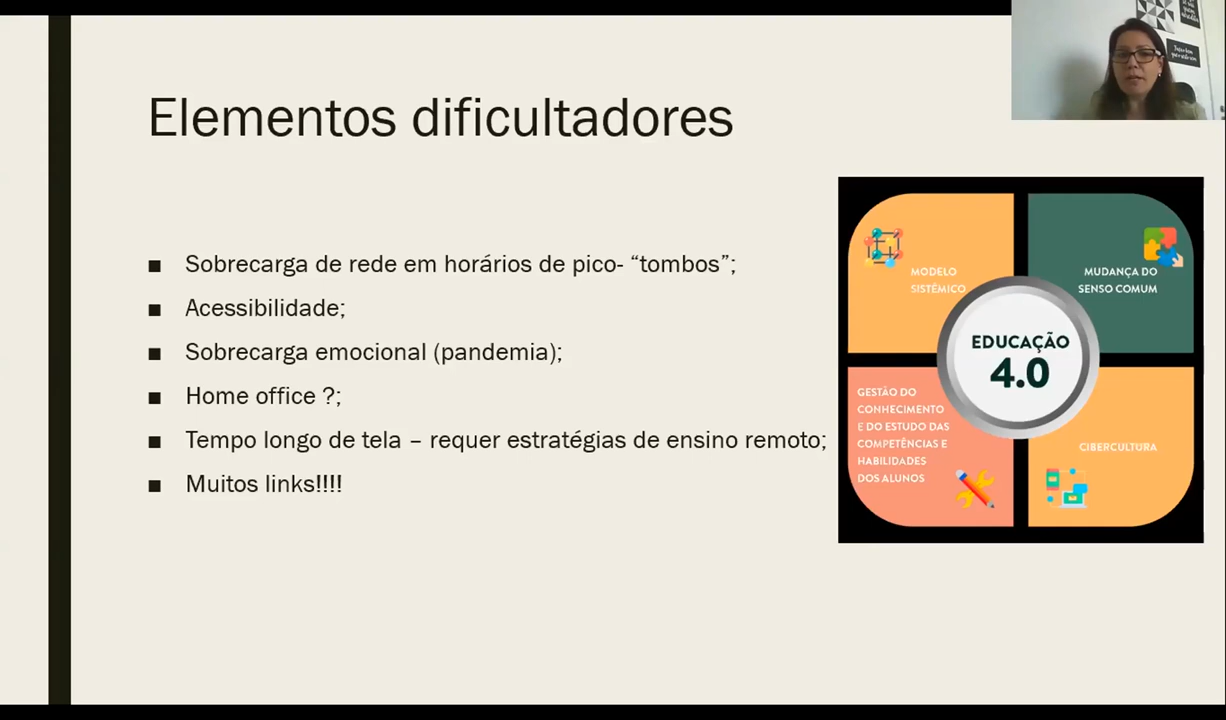 Elementos dificultadores
■ Sobrecarga de rede em horários de pico- “tombos”;
■ Acessibilidade;
■ Sobrecarga emocional (pandemia);
■ Home office ?;
■ Tempo longo de tela – requer estratégias de ensino remoto;
■ Muitos links!!!!
MODELO
SISTÊMICO
MUDANÇA DO
SENSO COMUM
EDUCAÇÃO
4.0
GESTÃO DO
CONHECIMENTO
E DO ESTUDO DAS
COMPETÊNCIAS E
HABILIDADES
DOS ALUNOS
CIBERCULTURA